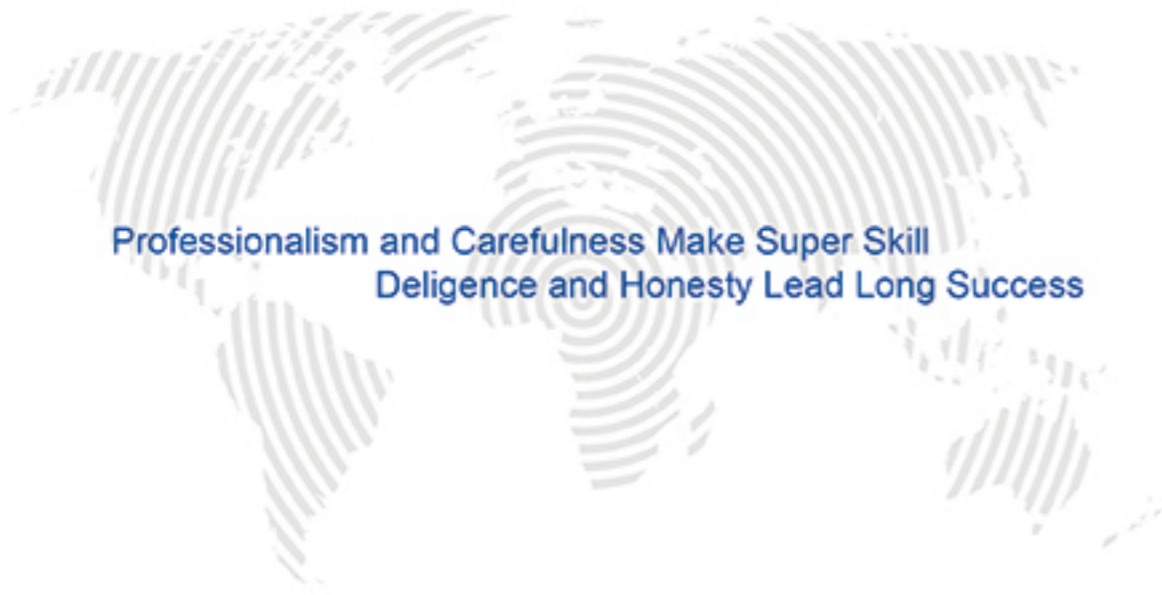 Professionalism and Carefulness Make Super Skill
Deligence and Honesty Lead Long Success